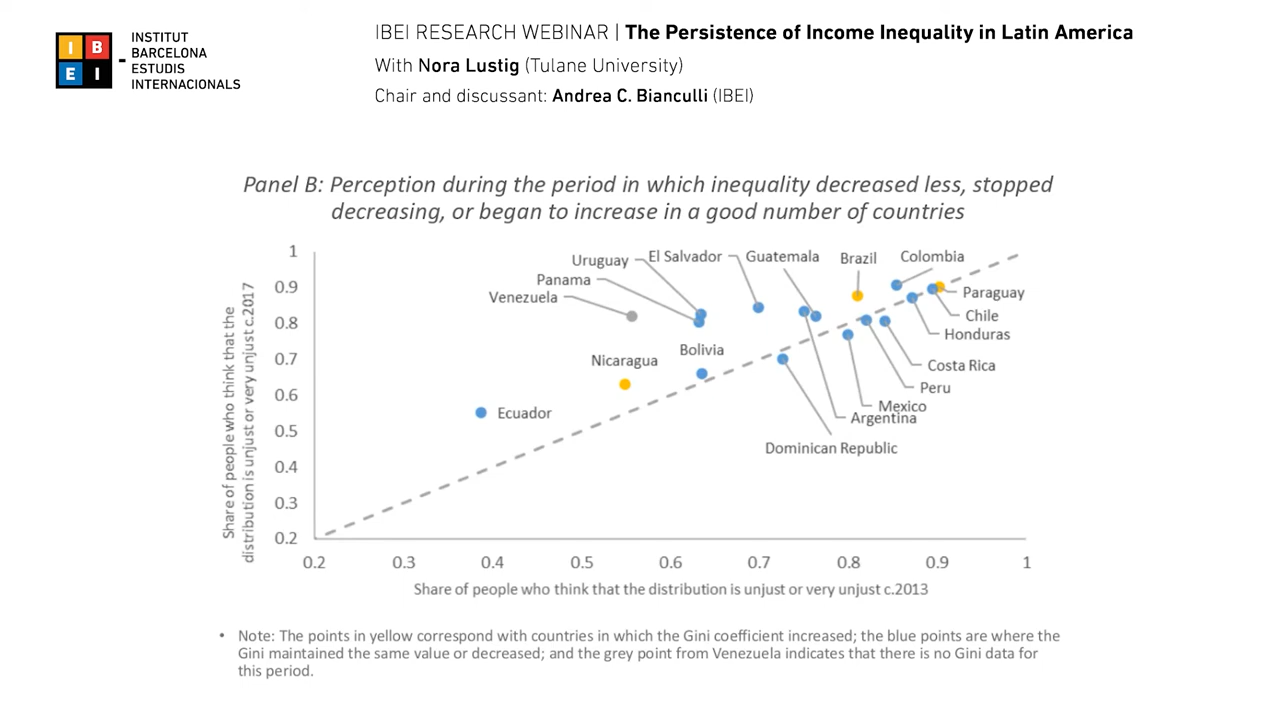 IBEI RESEARCH WEBINAR | The Persistence of Income Inequality in Latin America
With Nora Lustig (Tulane University)
Chair and discussant: Andrea C. Bianculli (IBEI)
I B
E I
INSTITUT
BARCELONA
ESTUDIS
INTERNACIONALS
Panel B: Perception during the period in which inequality decreased less, stopped
decreasing, or began to increase in a good number of countries
Share of people who think that the
distribution is unjust or very unjust c.2017
1
0.9
0.8
0.7
0.6
0.5
0.4
0.3
0.2
Uruguay
El Salvador
Guatemala
Brazil
Colombia
Panama
Venezuela
Paraguay
Chile
Honduras
Bolivia
Nicaragua
Costa Rica
Peru
Mexico
Argentina
Ecuador
Dominican Republic
0.2 0.3 0.4 0.5 0.6 0.7 0.8 0.9 1
Share of people who think that the distribution is unjust or very unjust c.2013
• Note: The points in yellow correspond with countries in which the Gini coefficient increased; the blue points are where the
Gini maintained the same value or decreased; and the grey point from Venezuela indicates that there is no Gini data for
this period.